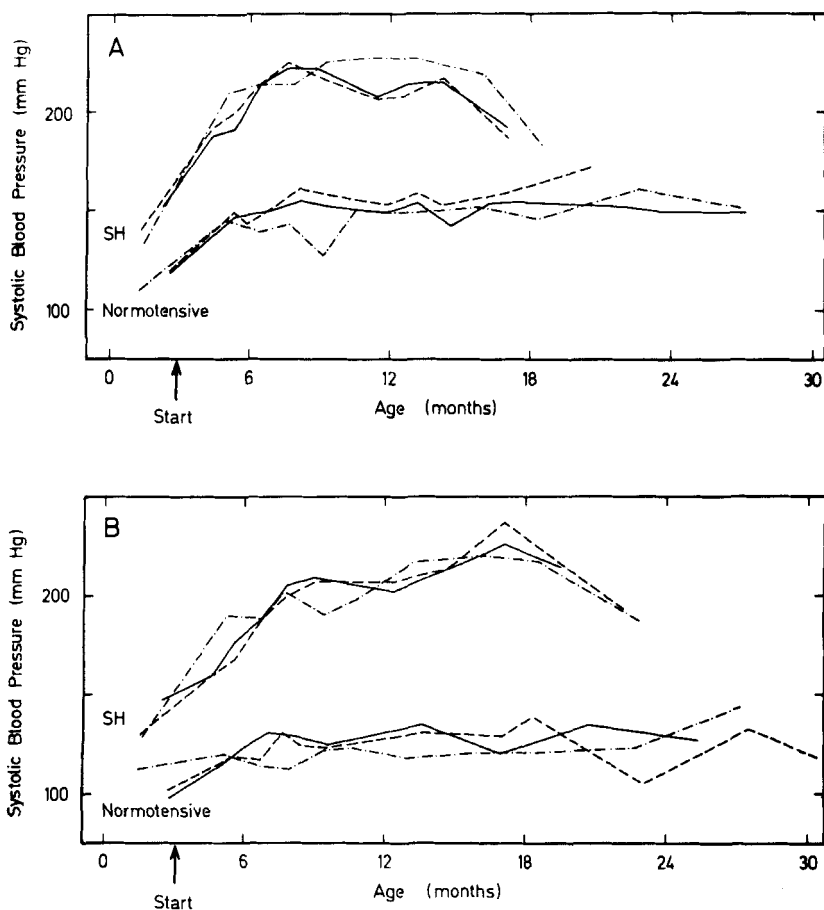 A
Systolic Blood Pressure (mm Hg)
200
SH
100
Normotensive
0 6 12 18 24 30
Start
Age (months)
B
Systolic Blood Pressure (mm Hg)
200
SH
100
Normotensive
0 6 12 18 24 30
Start
Age (months)